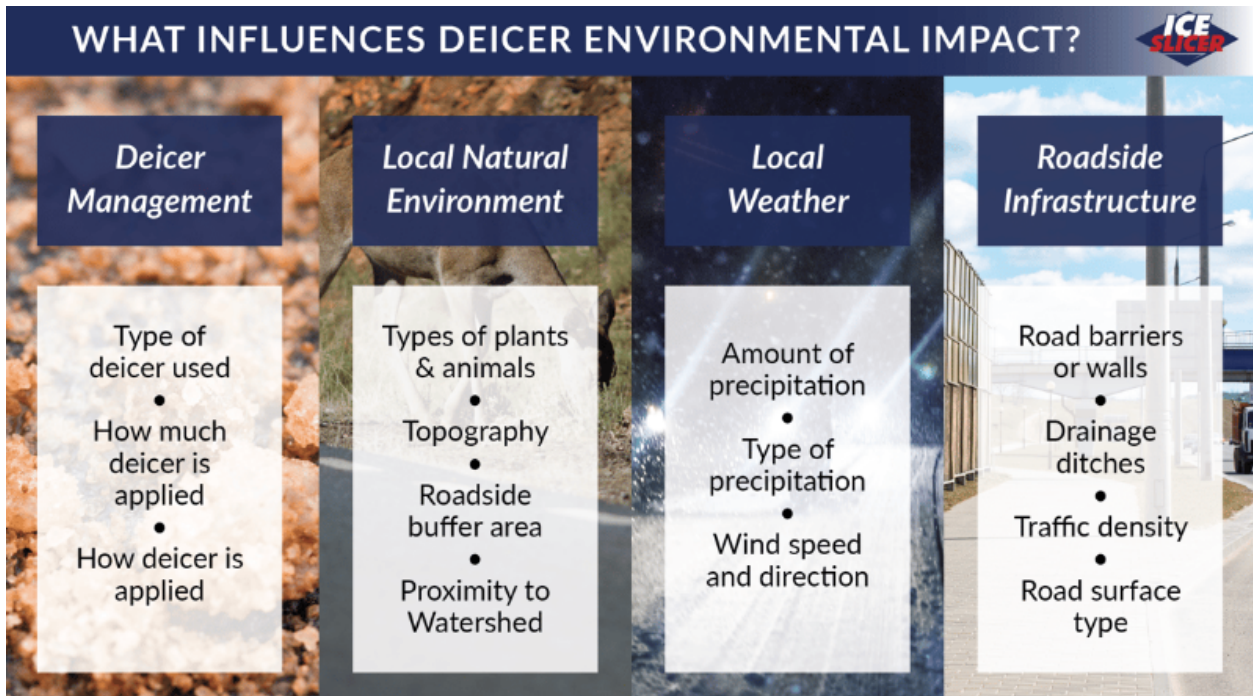 WHAT INFLUENCES DEICER ENVIRONMENTAL IMPACT?
ICE
SLICER
Deicer
Management
Type of
deicer used
•
How much
deicer is
applied
•
How deicer is
applied
Local Natural
Environment
Types of plants
& animals
•
Topography
•
Roadside
buffer area
•
Proximity to
Watershed
Local
Weather
Amount of
precipitation
•
Type of
precipitation
•
Wind speed
and direction
Roadside
Infrastructure
Road barriers
or walls
•
Drainage
ditches
•
Traffic density
•
Road surface
type